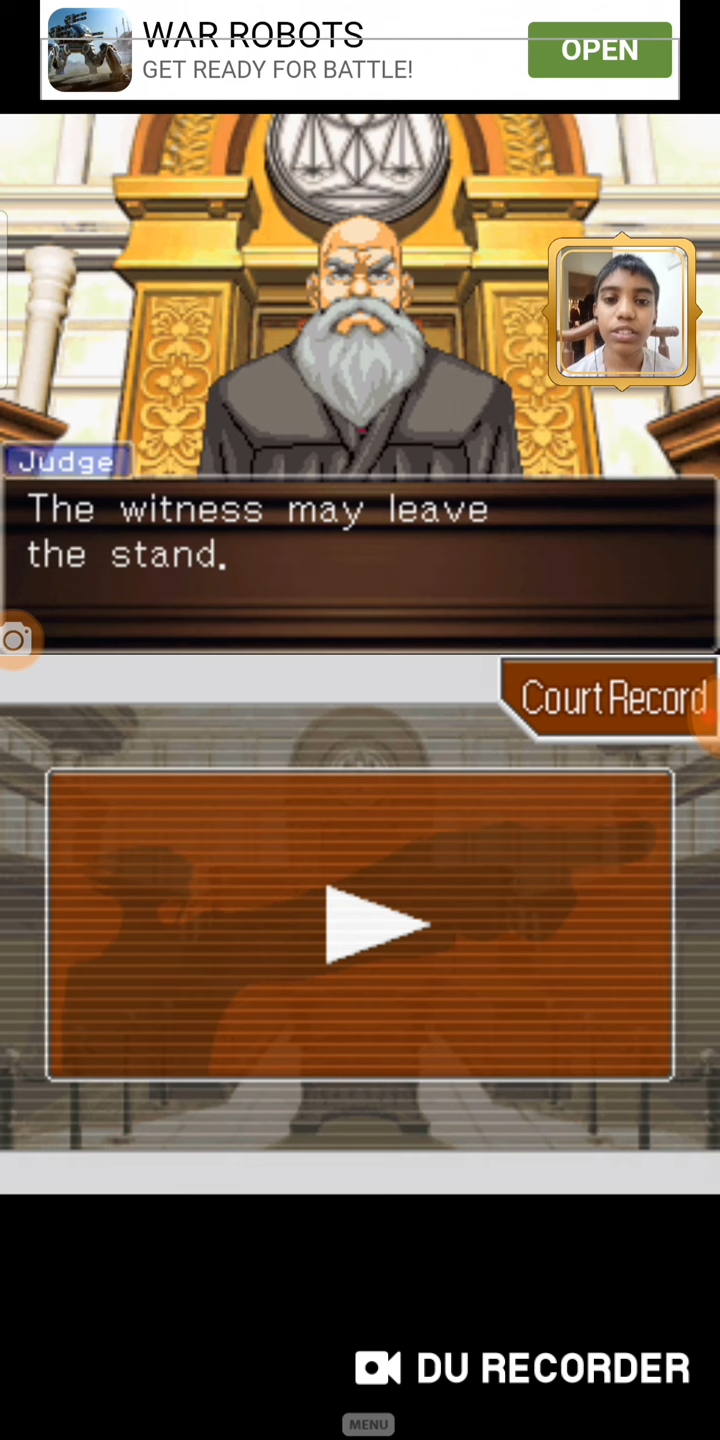 WAR ROBOTS
GET READY FOR BATTLE!
OPEN
Judge
The witness may leave
the stand.
Court Record
DU RECORDER
MENU